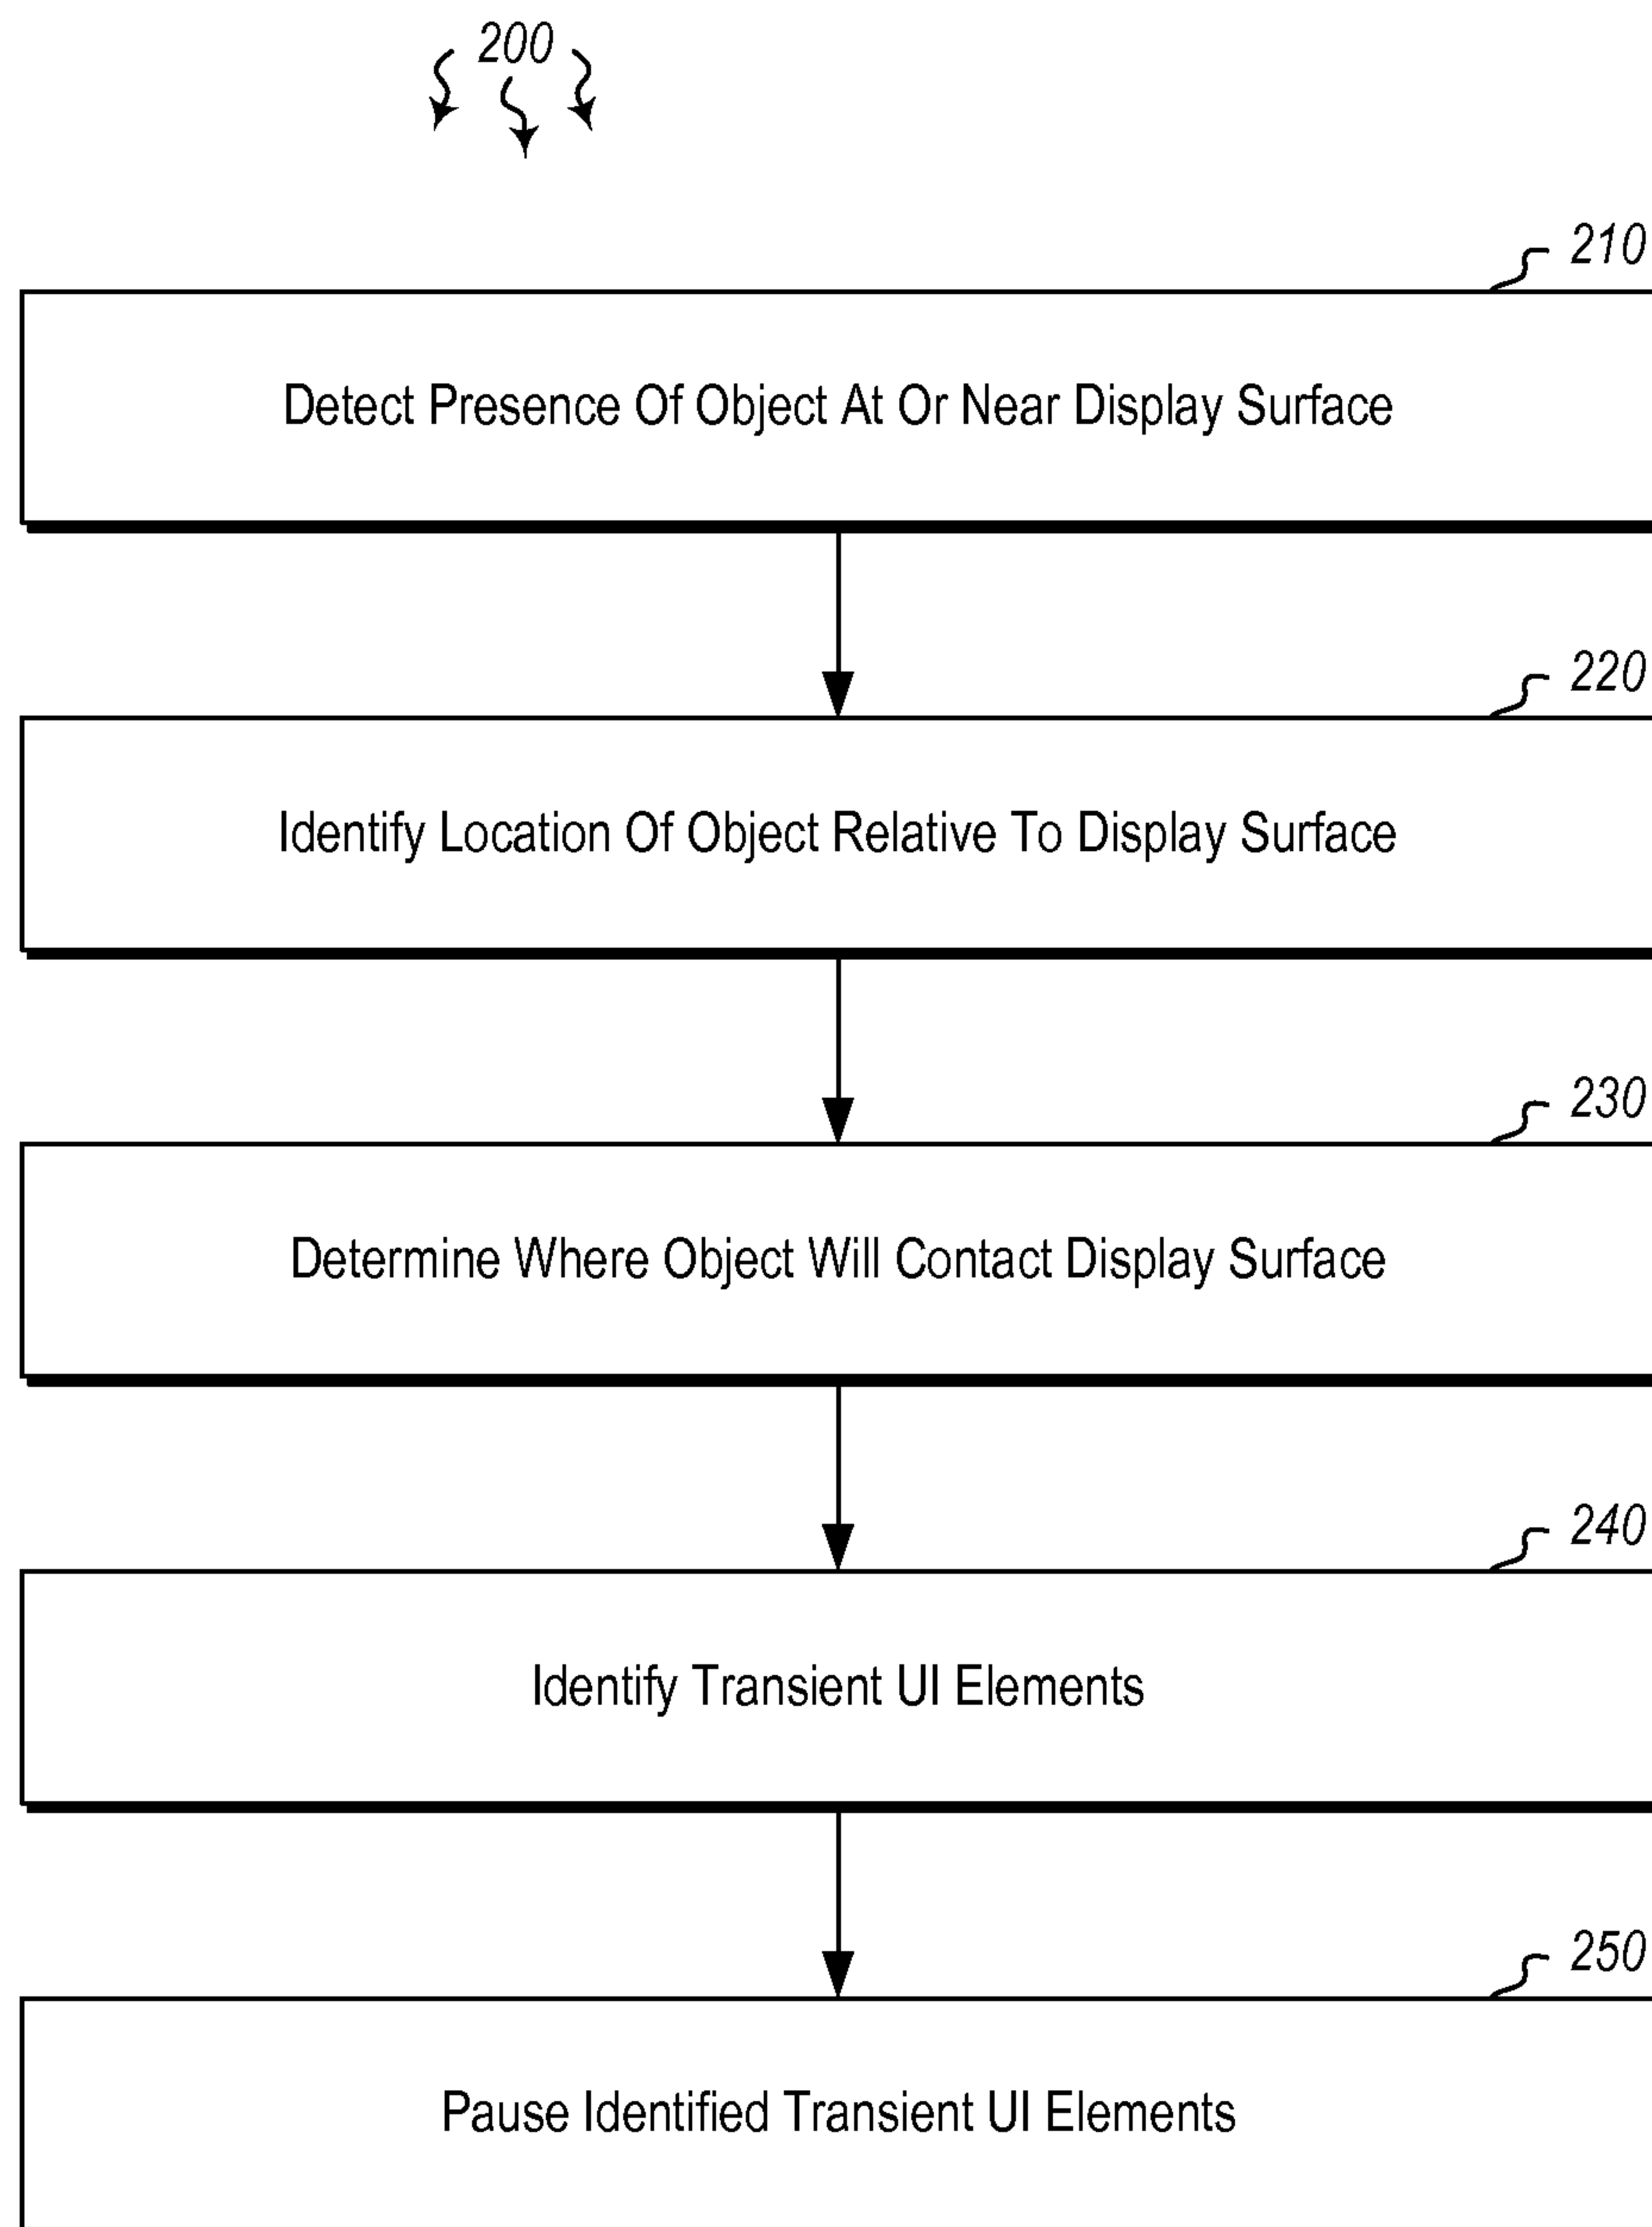 200
210
Detect Presence Of Object At Or Near Display Surface
220
Identify Location Of Object Relative To Display Surface
230
Determine Where Object Will Contact Display Surface
240
Identify Transient UI Elements
250
Pause Identified Transient UI Elements